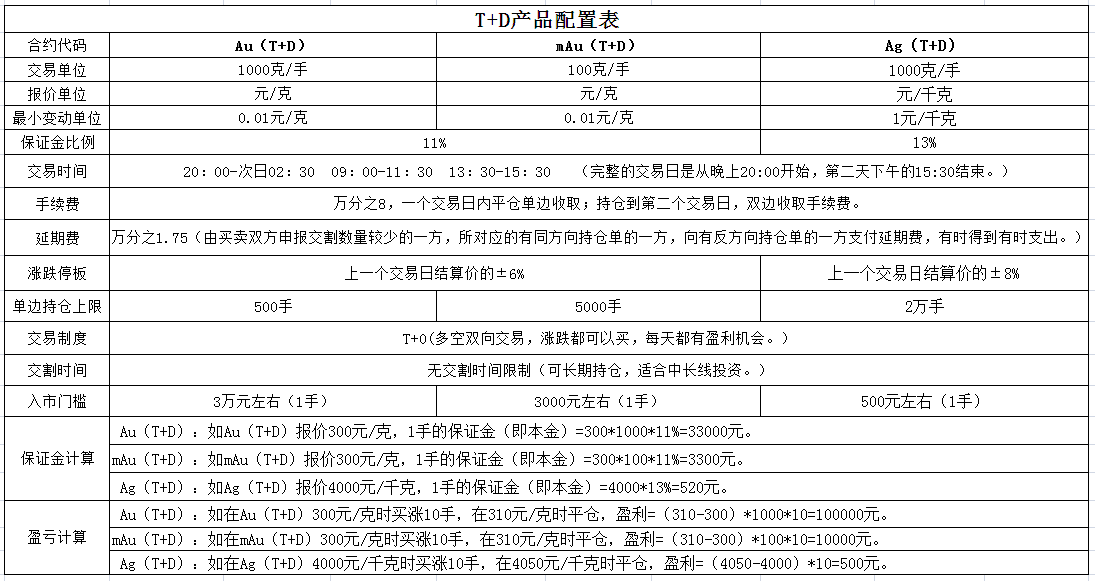 T+D产品配置表
合约代码 Au（T+D） mAu（T+D） Ag（T+D）
交易单位 1000克/手 100克/手 1000克/手
报价单位 元/克 元/克 元/千克
最小变动单位 0.01元/克 0.01元/克 1元/千克
保证金比例 11% 13%
交易时间 20：00-次日02：30 09：00-11：30 13：30-15：30 （完整的交易日是从晚上20:00开始，第二天下午的15:30结束。）
手续费 万分之8，一个交易日内平仓单边收取；持仓到第二个交易日，双边收取手续费。
延期费 万分之1.75（由买卖双方申报交割数量较少的一方，所对应的有同方向持仓单的一方，向有反方向持仓单的一方支付延期费，有时得到有时支出。）
涨跌停板 上一个交易日结算价的±6% 上一个交易日结算价的±8%
单边持仓上限 500手 5000手 2万手
交易制度 T+0(多空双向交易，涨跌都可以买，每天都有盈利机会。）
交割时间 无交割时间限制（可长期持仓，适合中长线投资。）
入市门槛 3万元左右（1手） 3000元左右（1手） 500元左右（1手）
保证金计算 Au（T+D）：如Au（T+D）报价300元/克，1手的保证金（即本金）=300*1000*11%=33000元。
mAu（T+D）：如mAu（T+D）报价300元/克，1手的保证金（即本金）=300*100*11%=3300元。
Ag（T+D）：如Ag（T+D）报价4000元/千克，1手的保证金（即本金）=4000*13%=520元。
盈亏计算 Au（T+D）：如在Au（T+D）300元/克时买涨10手，在310元/克时平仓，盈利=（310-300）*1000*10=100000元。
mAu（T+D）：如在mAu（T+D）300元/克时买涨10手，在310元/克时平仓，盈利=（310-300）*100*10=10000元。
Ag（T+D）：如在Ag（T+D）4000元/千克时买涨10手，在4050元/千克时平仓，盈利=（4050-4000）*10=500元。